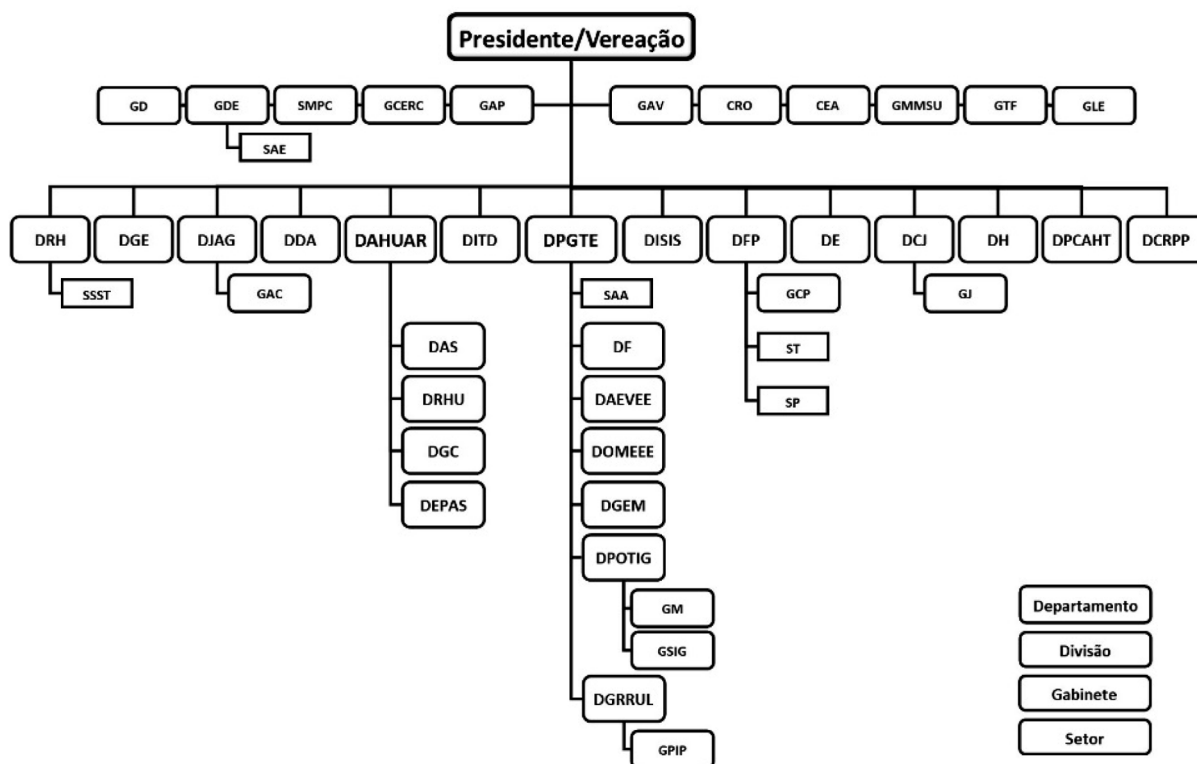 Presidente/Vereação
GD GDE SMPC GCERC GAP GAV CRO CEA GMMSU GTF GLE
SAE
DRH DGE DJAG DDA DAHUAR DITD DPGTE DISIS DFP DE DCJ DH DPCAHT DCRPP
SSST GAC SAA GCP GJ
DAS DF ST
DRHU DAEVEE SP
DGC DOMEEE
DEPAS DGEM
DPOTIG
GM
GSIG
DGRRUL
GPIP
Departamento
Divisão
Gabinete
Setor